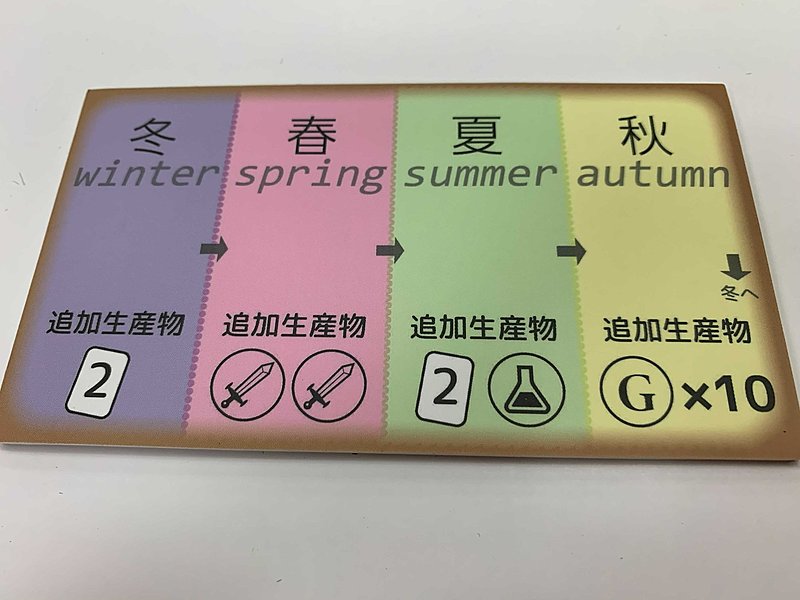 冬
winter
追加生産物
2
春
spring
追加生産物
夏
summer
追加生産物
2
秋
autumn
冬へ
追加生産物
G ×10